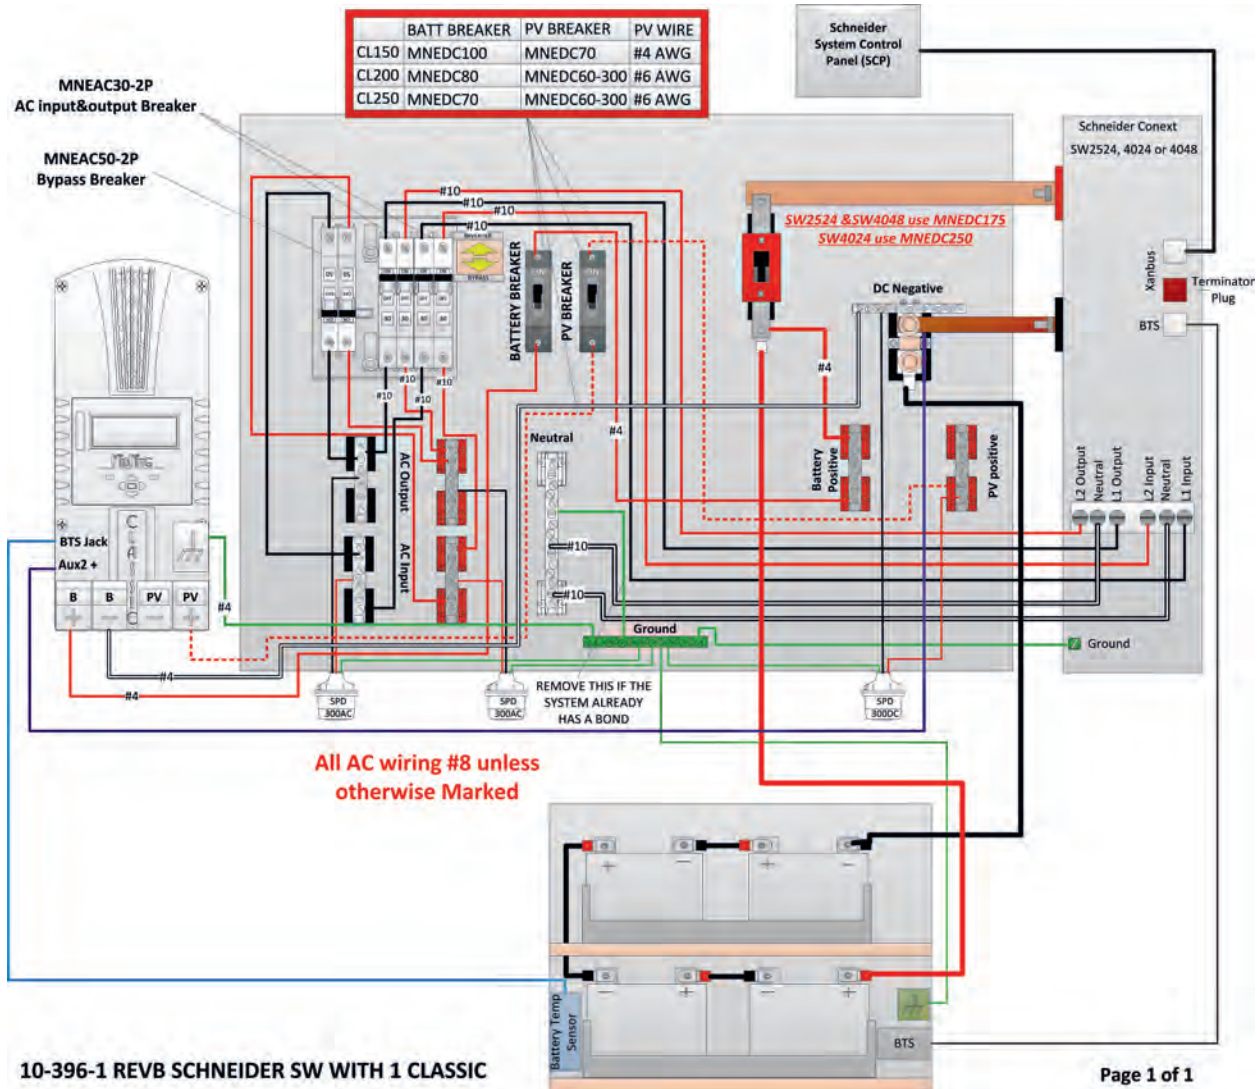 BATT BREAKER PV BREAKER PV WIRE
CL150 MNEDC100 MNEDC70 #4 AWG
CL200 MNEDC80 MNEDC60-300 #6 AWG
CL250 MNEDC70 MNEDC60-300 #6 AWG
Schneider
System Control
Panel (SCP)
MNEAC30-2P
AC input&output Breaker
MNEAC50-2P
Bypass Breaker
Schneider Conext
SW2524, 4024 or 4048
#10
#10
#10
#10
BYPASS
SW2524 &SW4048 use MNEDC175
SW4024 use MNEDC250
BATTERY BREAKER
PV BREAKER
ON
ON
DC Negative
Xanbus
Terminator
Plug
BTS
#10
#10
#10
#10
#4
#4
Neutral
AC Output
AC Input
Battery
Positive
PV positive
L2 Output
Neutral
L1 Output
L2 Input
Neutral
L1 Input
MidNite
CLASSIC
BTS Jack
Aux2 +
B
B
PV
PV
+
−
−
+
#4
#10
#10
Ground
Ground
#4
#4
SPD
300AC
SPD
300AC
SPD
300DC
REMOVE THIS IF THE
SYSTEM ALREADY
HAS A BOND
All AC wiring #8 unless
otherwise Marked
+
−
+
−
−
+
−
+
Battery Temp
Sensor
BTS
10-396-1 REVB SCHNEIDER SW WITH 1 CLASSIC
Page 1 of 1